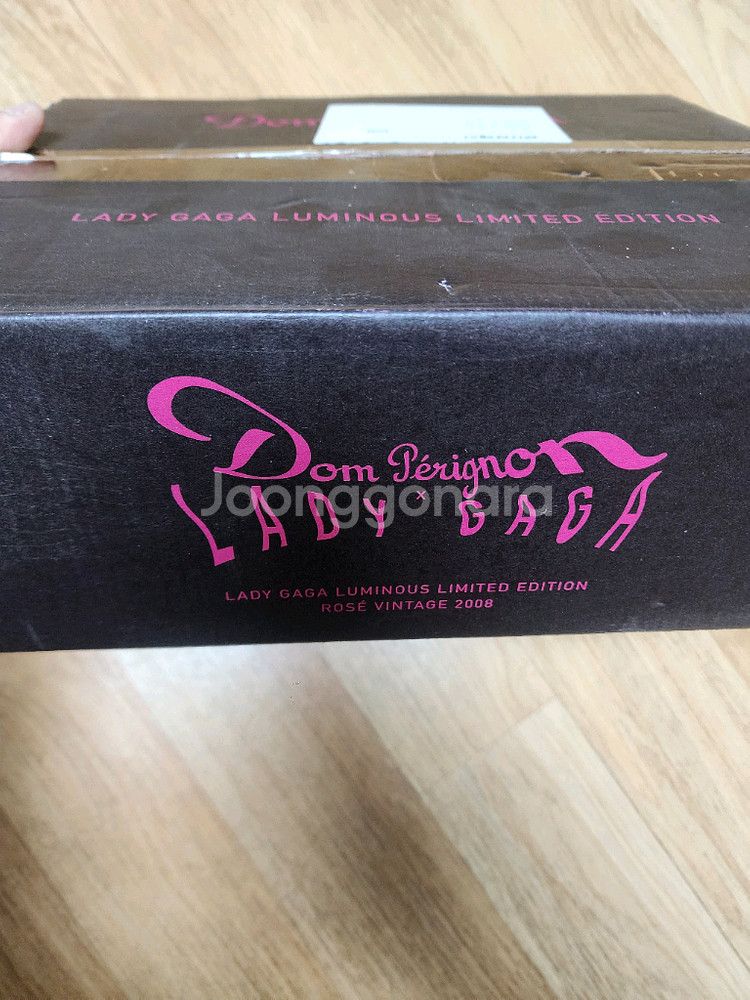 LADY GAGA LUMINOUS LIMITED EDITION
Dom Pérignon
×
LADY GAGA
Joonggonara
LADY GAGA LUMINOUS LIMITED EDITION
ROSÉ VINTAGE 2008